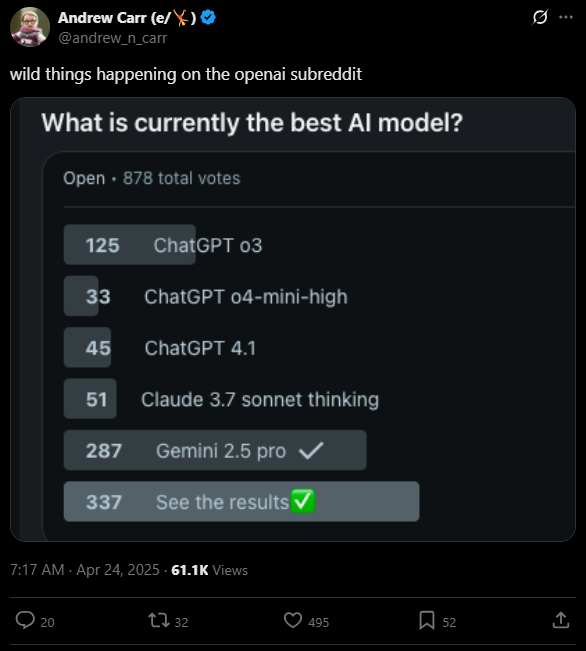 Andrew Carr (e/🤸)
@andrew_n_carr
wild things happening on the openai subreddit
What is currently the best AI model?
Open • 878 total votes
125 ChatGPT o3
33 ChatGPT o4-mini-high
45 ChatGPT 4.1
51 Claude 3.7 sonnet thinking
287 Gemini 2.5 pro ✓
337 See the results✅
7:17 AM · Apr 24, 2025 · 61.1K Views
20 32 495 52